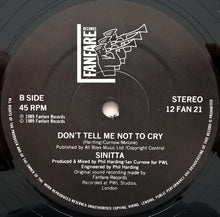 FANFARE
RECORDS
B SIDE
45 RPM
STEREO
12 FAN 21
℗ 1989 Fanfare Records
© 1989 Fanfare Records
DON'T TELL ME NOT TO CRY
(Harding/Curnow/Malune)
Published by All Boys Music Ltd./Copyright Control
SINITTA
Produced & Mixed by Phil Harding/Ian Curnow for PWL
Engineered by Phil Harding
Original sound recording made by
Fanfare Records
Recorded at PWL Studios,
London